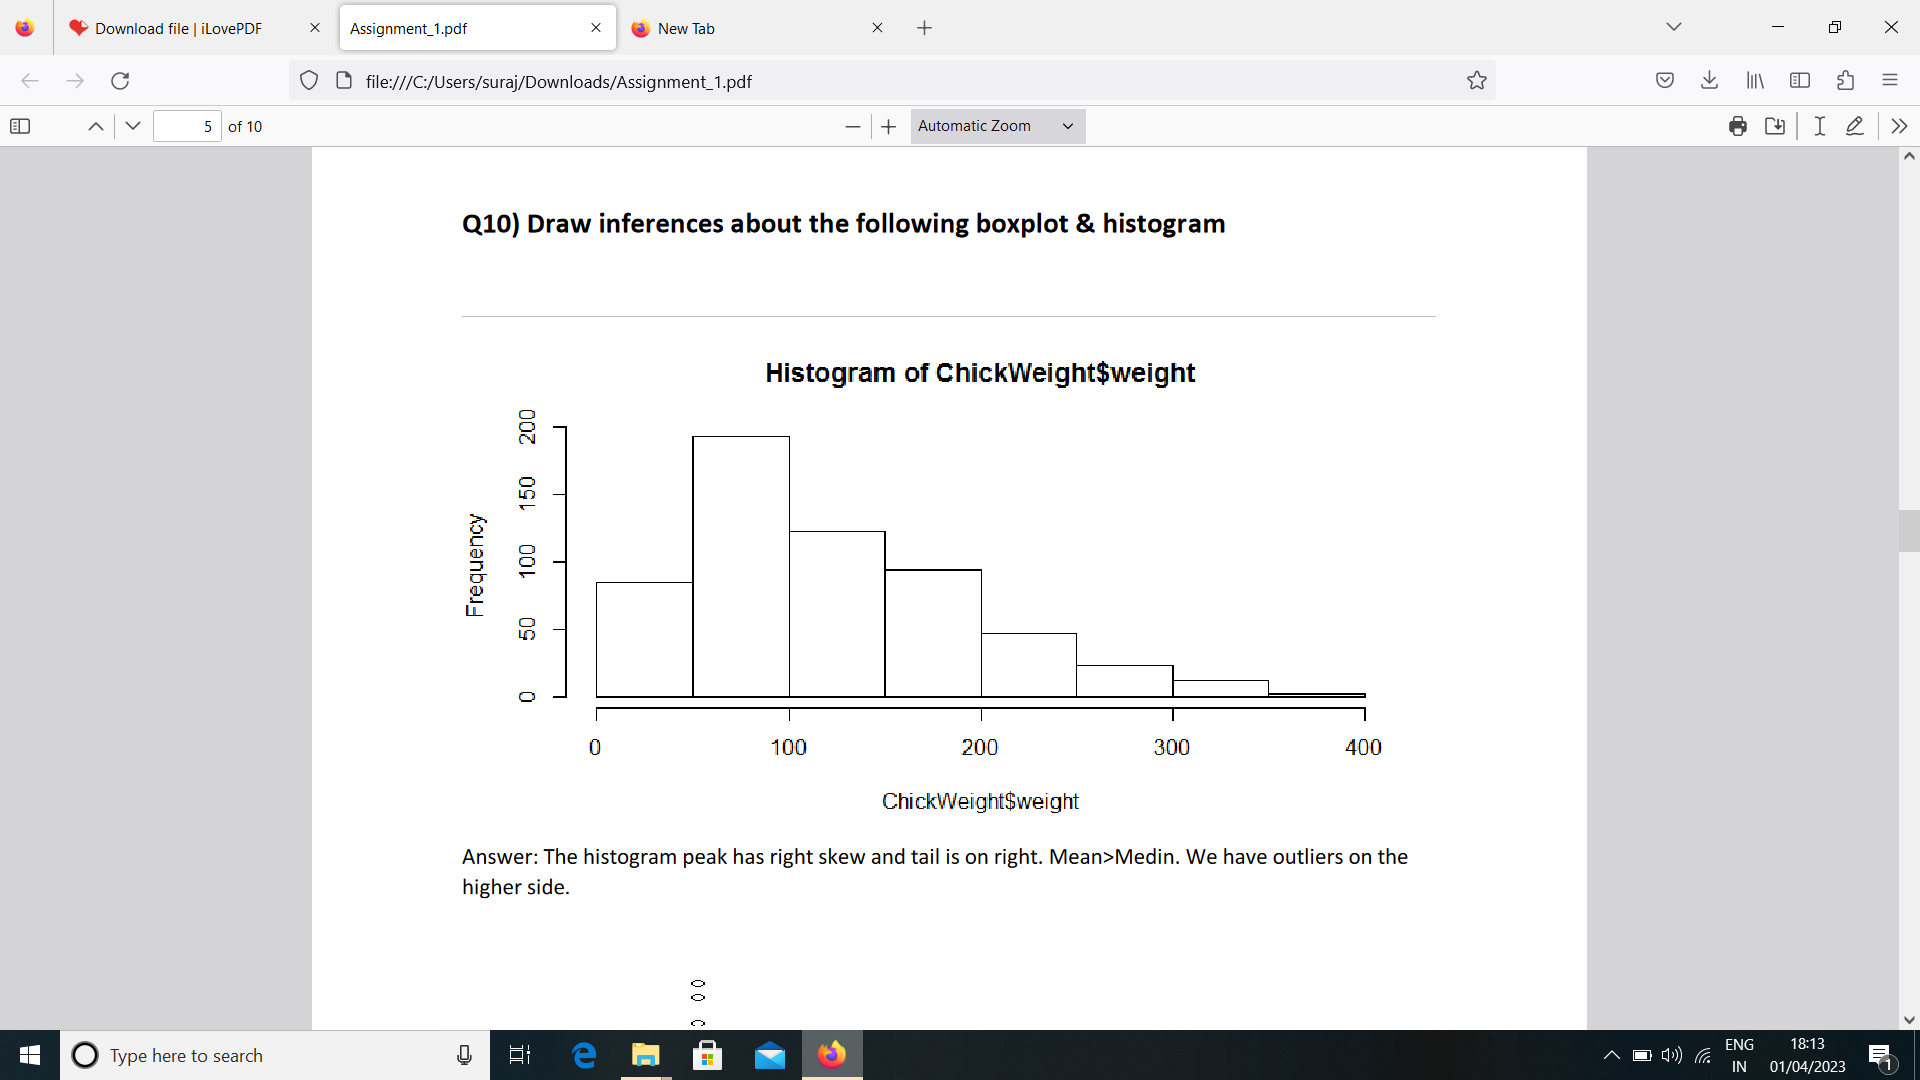 Download file | iLovePDF
Assignment_1.pdf
New Tab
file:///C:/Users/suraj/Downloads/Assignment_1.pdf
5 of 10
Automatic Zoom
Q10) Draw inferences about the following boxplot & histogram
Histogram of ChickWeight$weight
Frequency
200
150
100
50
0
0 100 200 300 400
ChickWeight$weight
Answer: The histogram peak has right skew and tail is on right. Mean>Medin. We have outliers on the
higher side.
Type here to search
ENG
IN
18:13
01/04/2023
1